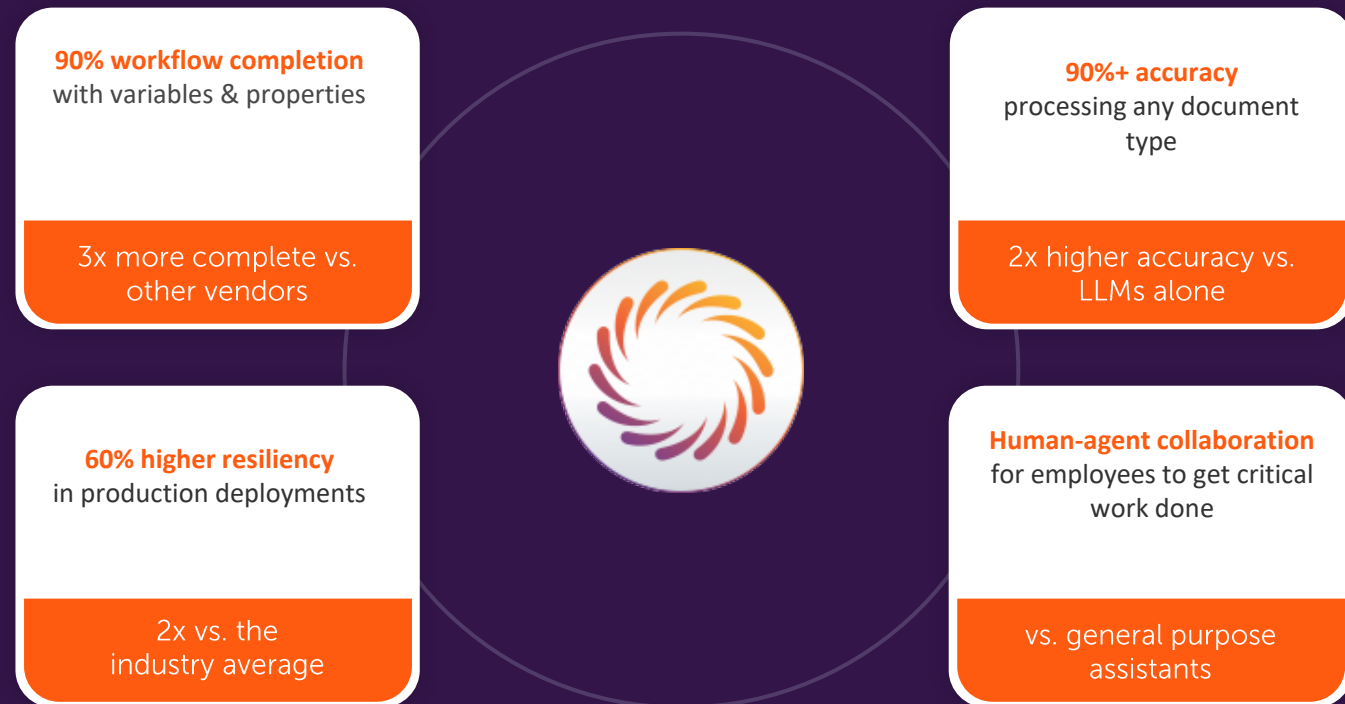 90% workflow completion
with variables & properties
3x more complete vs.
other vendors
90%+ accuracy
processing any document
type
2x higher accuracy vs.
LLMs alone
60% higher resiliency
in production deployments
2x vs. the
industry average
Human-agent collaboration
for employees to get critical
work done
vs. general purpose
assistants